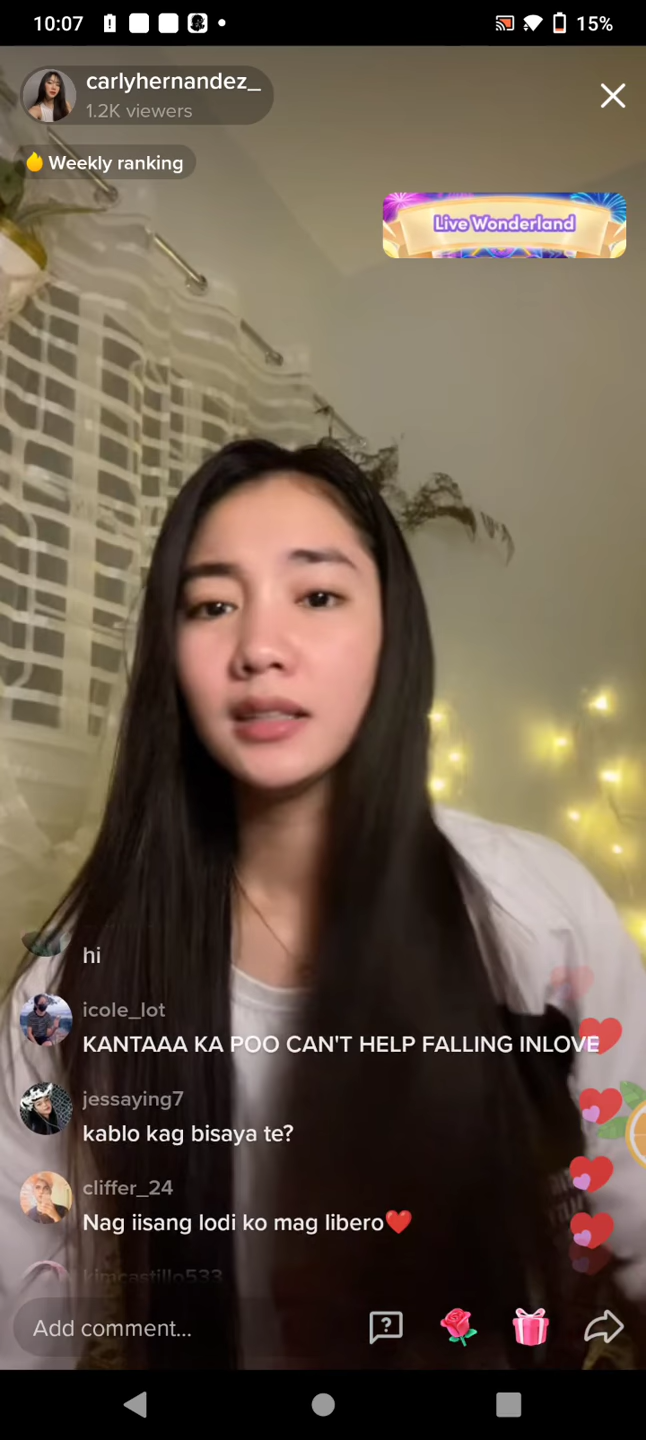 10:07
15%
carlyhernandez_
1.2K viewers
Weekly ranking
Live Wonderland
hi
icole_lot
KANTAAA KA POO CAN'T HELP FALLING INLOVE
jessaying7
kablo kag bisaya te?
cliffer_24
Nag iisang lodi ko mag libero❤️
kimcastillo533
Add comment...